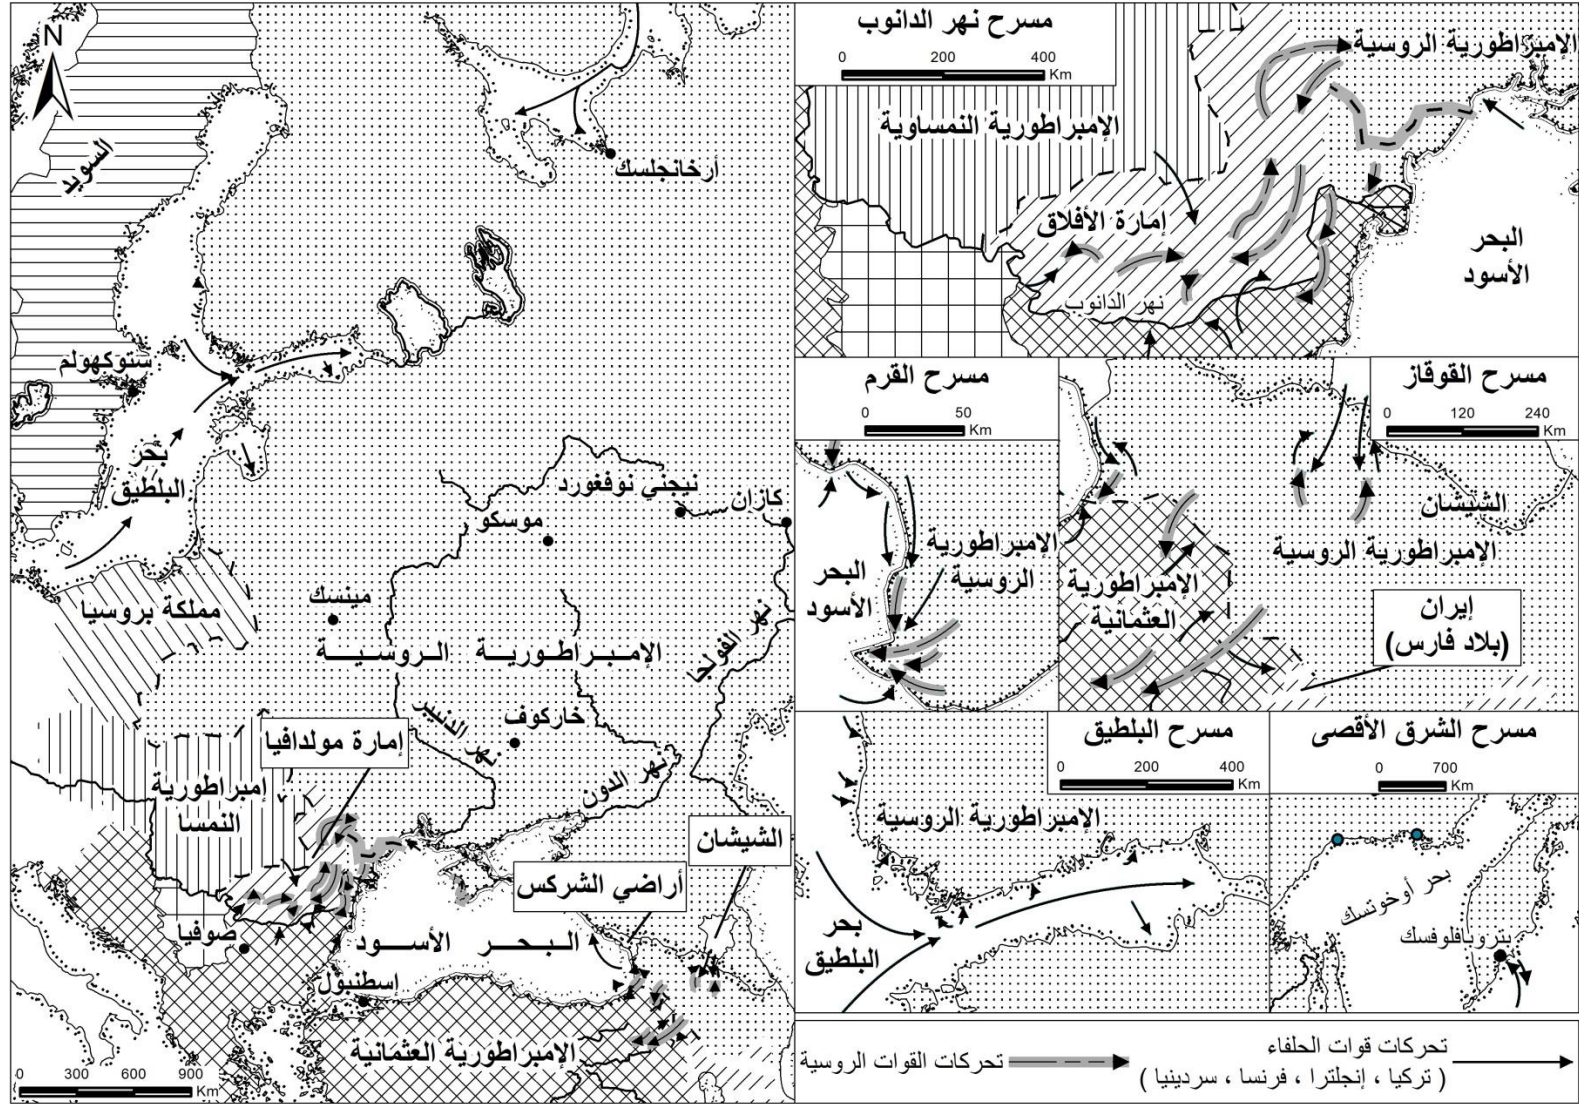 N
السويد
أرخانجلسك
ستوكهولم
بحر
البلطيق
نيجني نوفغورد
كازان
موسكو
مينسك
مملكة بروسيا
نهر الفولجا
الإمبراطورية الروسية
نهر الدنيبر
خاركوف
إمارة مولدافيا
نهر الدون
إمبراطورية
النمسا
الشيشان
أراضي الشركس
صوفيا
البحر الأسود
إسطنبول
الإمبراطورية العثمانية
0 300 600 900
Km
مسرح نهر الدانوب
0 200 400
Km
الإمبراطورية الروسية
الإمبراطورية النمساوية
إمارة الأفلاق
نهر الدانوب
البحر
الأسود
مسرح القرم
0 50
Km
الإمبراطورية
الروسية
البحر
الأسود
مسرح القوقاز
0 120 240
Km
الشيشان
الإمبراطورية الروسية
الإمبراطورية
العثمانية
إيران
(بلاد فارس)
مسرح البلطيق
0 200 400
Km
الإمبراطورية الروسية
بحر
البلطيق
مسرح الشرق الأقصى
0 700
Km
بحر أوخوتسك
بتروبافلوفسك
تحركات قوات الحلفاء
( تركيا ، إنجلترا ، فرنسا ، سردينيا )
تحركات القوات الروسية